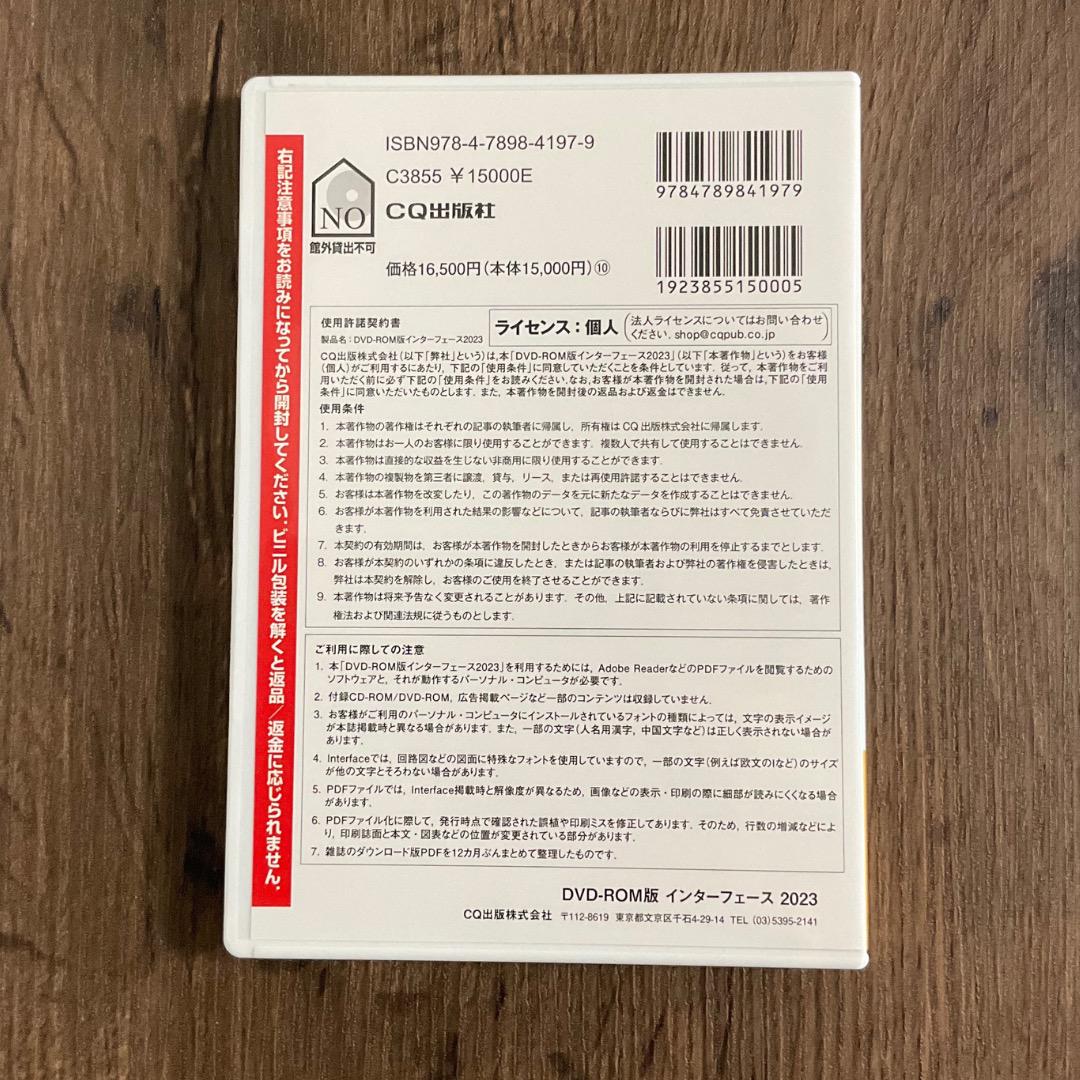 右記注意事項をお読みになってから開封してください。ビニル包装を解くと返品／返金に応じられません。
NO
館外貸出不可
ISBN978-4-7898-4197-9
C3855 ￥15000E
CQ出版社
価格16,500円(本体15,000円)⑩
9784789841979
1923855150005
使用許諾契約書
製品名：DVD-ROM版インターフェース2023
ライセンス：個人
法人ライセンスについてはお問い合わせ
ください．shop@cqpub.co.jp
CQ出版株式会社(以下「弊社」という)は，本「DVD-ROM版インターフェース2023」(以下「本著作物」という)をお客様
(個人)がご利用するにあたり，下記の「使用条件」に同意していただくことを条件としています．従って，本著作物をご利
用いただく前に必ず下記の「使用条件」をお読みください．なお，お客様が本著作物を開封された場合は，下記の「使用
条件」に同意いただいたものとします．また，本著作物を開封後の返品および返金はできません．
使用条件
1. 本著作物の著作権はそれぞれの記事の執筆者に帰属し，所有権は CQ 出版株式会社に帰属します．
2. 本著作物はお一人のお客様に限り使用することができます．複数人で共有して使用することはできません．
3. 本著作物は直接的な収益を生じない非商用に限り使用することができます．
4. 本著作物の複製物を第三者に譲渡，貸与，リース，または再使用許諾することはできません．
5. お客様は本著作物を改変したり，この著作物のデータを元に新たなデータを作成することはできません．
6. お客様が本著作物を利用された結果の影響などについて，記事の執筆者ならびに弊社はすべて免責させていただ
きます．
7. 本契約の有効期間は，お客様が本著作物を開封したときからお客様が本著作物の利用を停止するまでとします．
8. お客様が本契約のいずれかの条項に違反したとき，または記事の執筆者および弊社の著作権を侵害したときは，
弊社は本契約を解除し，お客様のご使用を終了させることができます．
9. 本著作物は将来予告なく変更されることがあります．その他，上記に記載されていない条項に関しては，著作
権法および関連法規に従うものとします．
ご利用に際しての注意
1. 本「DVD-ROM版インターフェース2023」を利用するためには，Adobe ReaderなどのPDFファイルを閲覧するための
ソフトウェアと，それが動作するパーソナル・コンピュータが必要です．
2. 付録CD-ROM/DVD-ROM，広告掲載ページなど一部のコンテンツは収録していません．
3. お客様がご利用のパーソナル・コンピュータにインストールされているフォントの種類によっては，文字の表示イメージ
が本誌掲載時と異なる場合があります．また，一部の文字(人名用漢字，中国文字など)は正しく表示されない場合が
あります．
4. Interfaceでは，回路図などの図面に特殊なフォントを使用していますので，一部の文字(例えば欧文のIなど)のサイズ
が他の文字とそろわない場合があります．
5. PDFファイルでは，Interface掲載時と解像度が異なるため，画像などの表示・印刷の際に細部が読みにくくなる場合
があります．
6. PDFファイル化に際して，発行時点で確認された誤植や印刷ミスを修正してあります．そのため，行数の増減などによ
り，印刷誌面と本文・図表などの位置が変更されている部分があります．
7. 雑誌のダウンロード版PDFを12カ月ぶんまとめて整理したものです．
DVD-ROM版 インターフェース 2023
CQ出版株式会社 〒112-8619 東京都文京区千石4-29-14 TEL (03)5395-2141